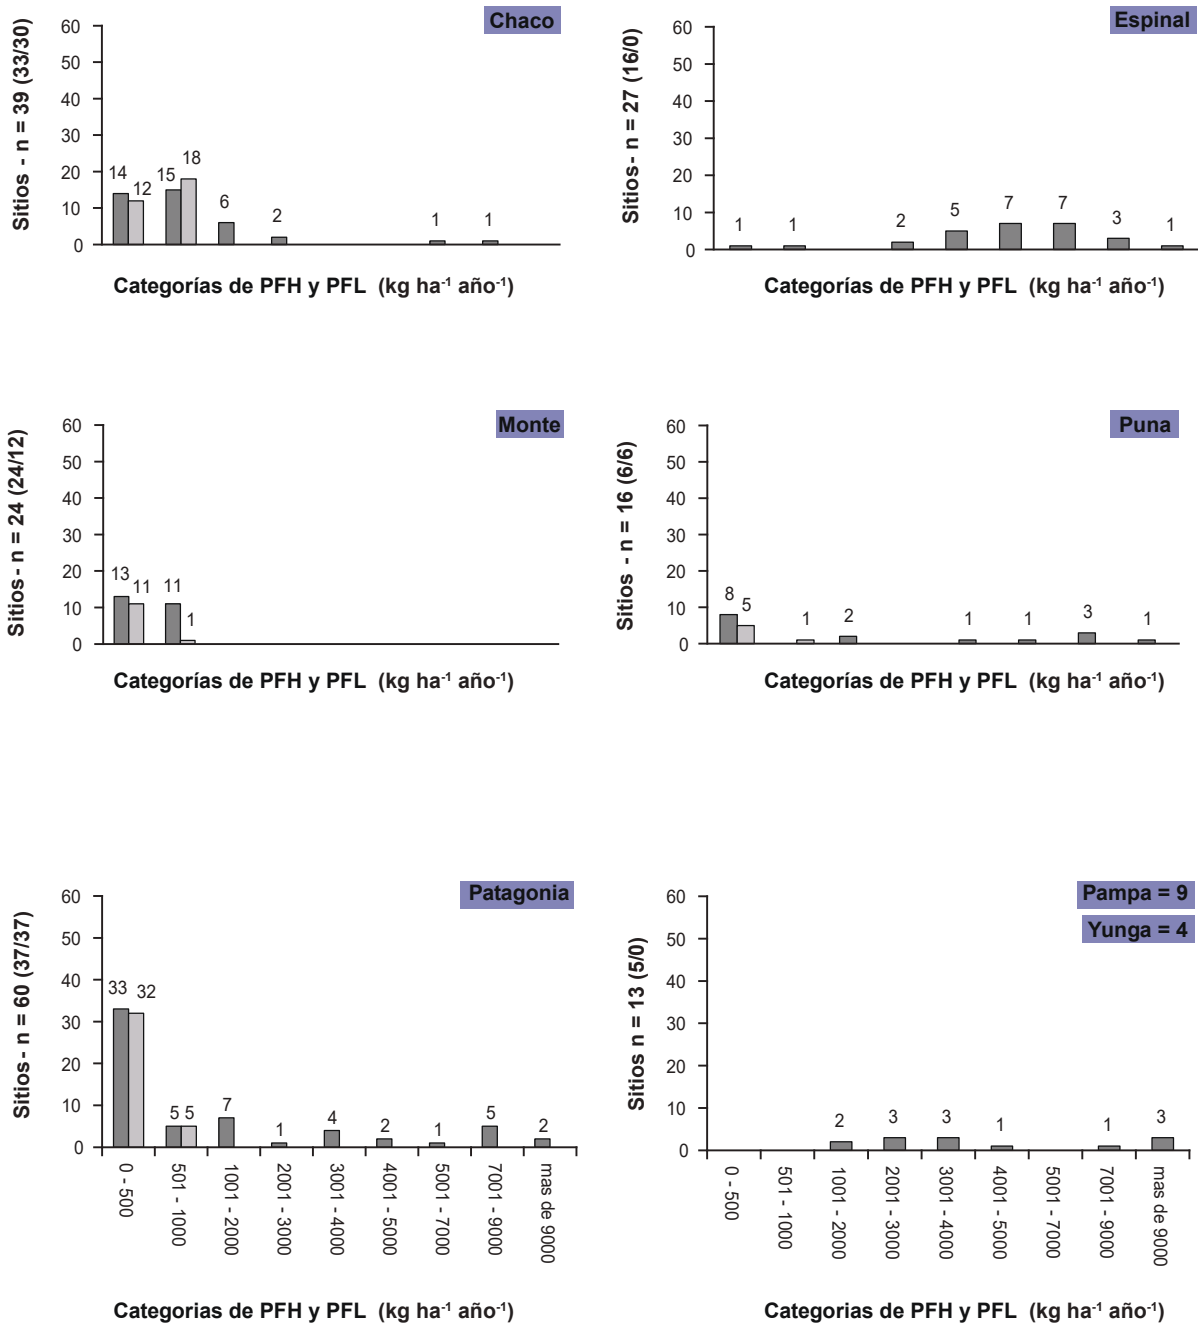 Chaco
Sitios - n = 39 (33/30)
60
50
40
30
20
10
0
14
12
15
18
6
2
1
1
Categorías de PFH y PFL (kg ha⁻¹ año⁻¹)
Espinal
Sitios- n = 27 (16/0)
60
50
40
30
20
10
0
1
1
2
5
7
7
3
1
Categorías de PFH y PFL (kg ha⁻¹ año⁻¹)
Monte
Sitios- n = 24 (24/12)
60
50
40
30
20
10
0
13
11
11
1
Categorías de PFH y PFL (kg ha⁻¹ año⁻¹)
Puna
Sitios - n = 16 (6/6)
60
50
40
30
20
10
0
8
5
1
2
1
1
3
1
Categorías de PFH y PFL (kg ha⁻¹ año⁻¹)
Patagonia
Sitios- n = 60 (37/37)
60
50
40
30
20
10
0
33
32
5
5
7
1
4
2
1
5
2
0 - 500
501 - 1000
1001 - 2000
2001 - 3000
3001 - 4000
4001 - 5000
5001 - 7000
7001 - 9000
mas de 9000
Categorias de PFH y PFL (kg ha⁻¹ año⁻¹)
Pampa = 9
Yunga = 4
Sitios n = 13 (5/0)
60
50
40
30
20
10
0
2
3
3
1
1
3
0 - 500
501 - 1000
1001 - 2000
2001 - 3000
3001 - 4000
4001 - 5000
5001 - 7000
7001 - 9000
mas de 9000
Categorias de PFH y PFL (kg ha⁻¹ año⁻¹)